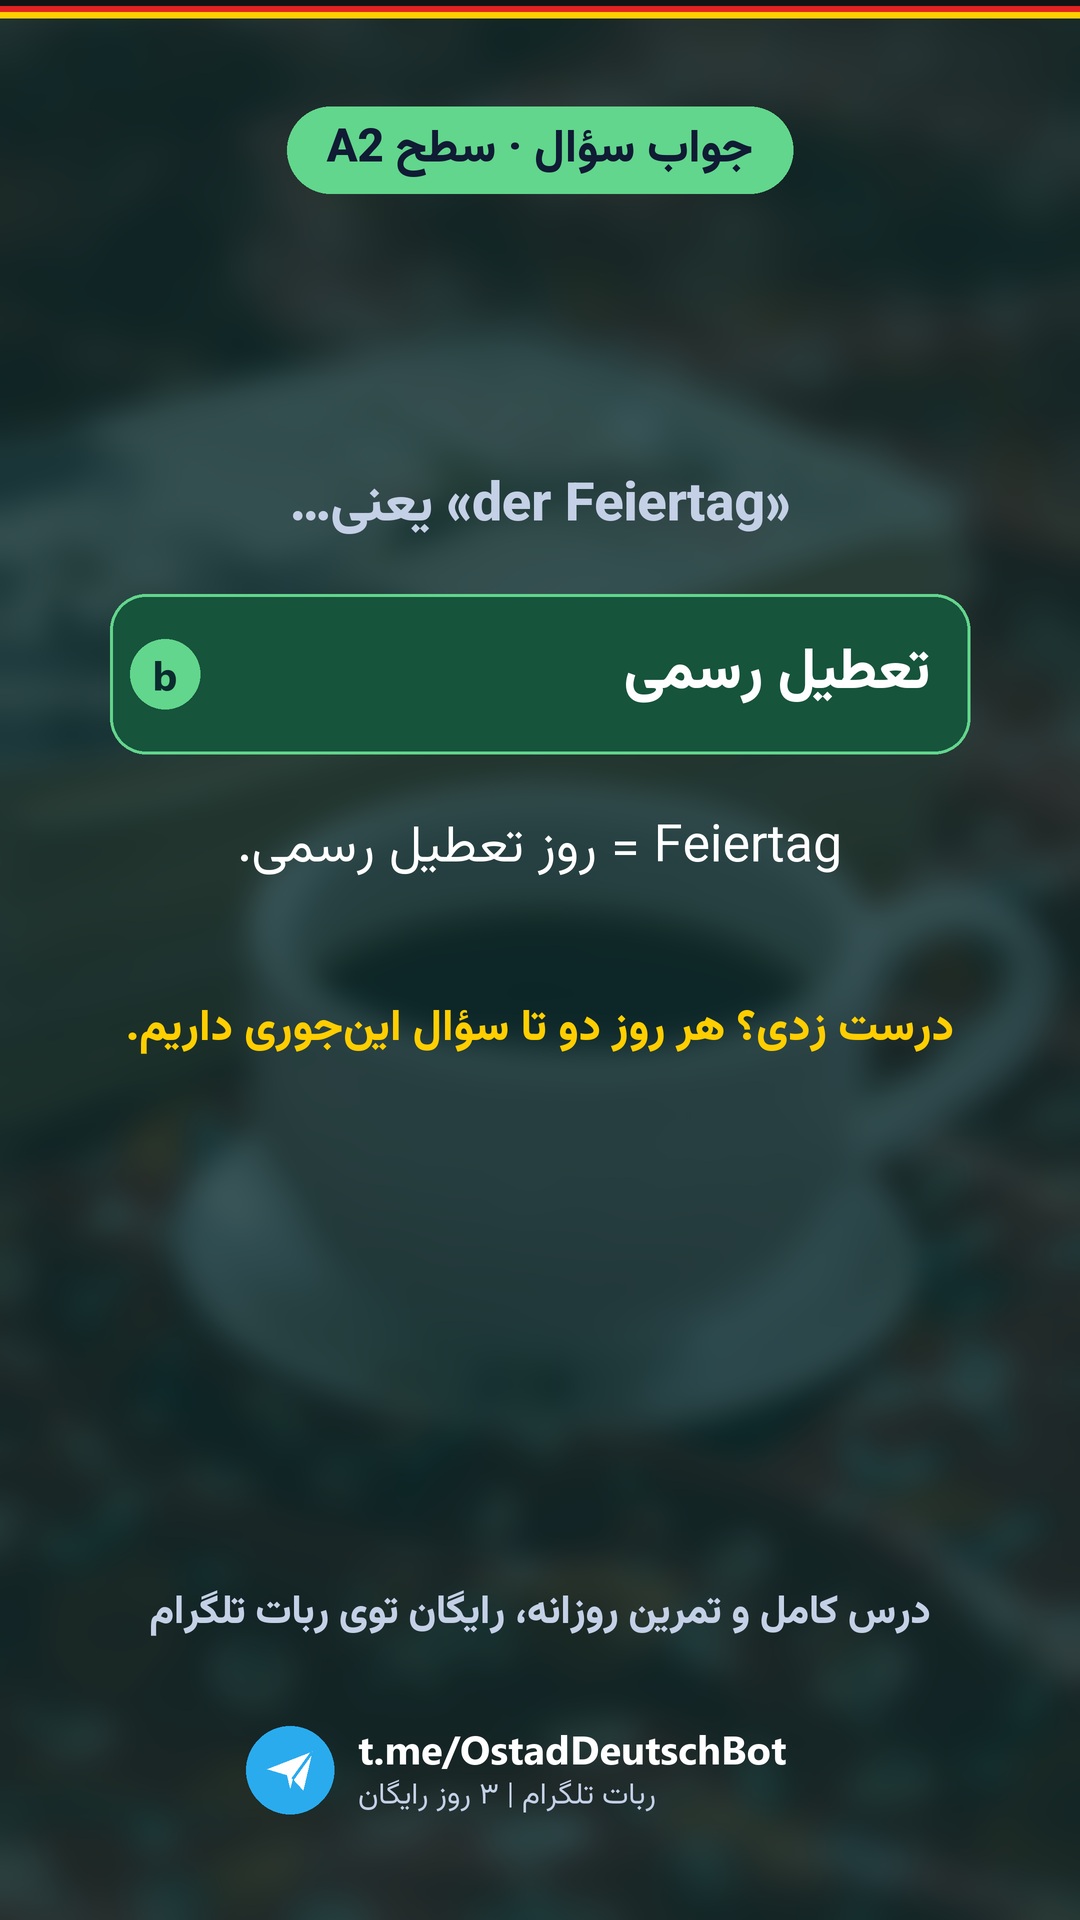 جواب سؤال · سطح A2
«der Feiertag» یعنی...
تعطیل رسمی
b
Feiertag = روز تعطیل رسمی.
درست زدی؟ هر روز دو تا سؤال این‌جوری داریم.
درس کامل و تمرین روزانه، رایگان توی ربات تلگرام
t.me/OstadDeutschBot
ربات تلگرام | ۳ روز رایگان